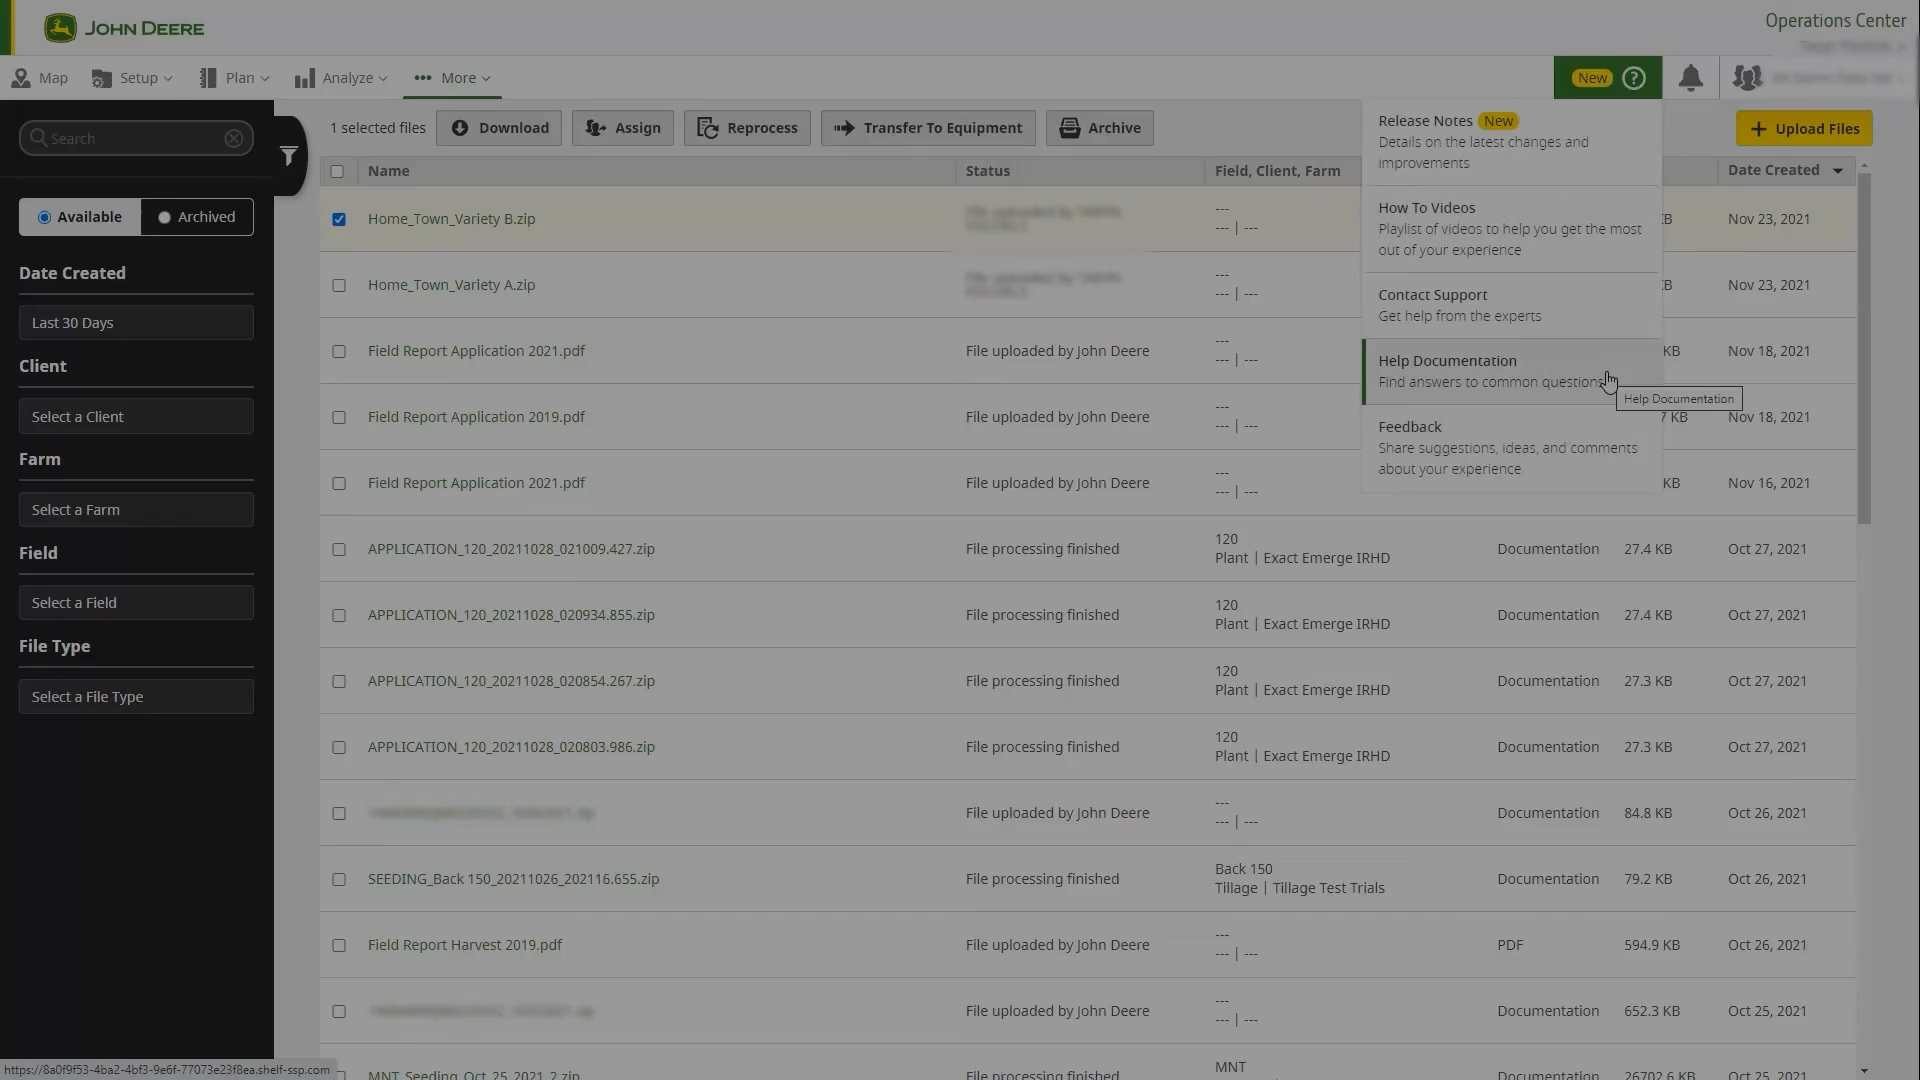 JOHN DEERE
Operations Center
Map
Setup
Plan
Analyze
More
New
1 selected files
Download
Assign
Reprocess
Transfer To Equipment
Archive
Upload Files
Search
Available
Archived
Date Created
Last 30 Days
Client
Select a Client
Farm
Select a Farm
Field
Select a Field
File Type
Select a File Type
Name
Status
Field, Client, Farm
Date Created
Home_Town_Variety B.zip
---
--- | ---
KB
Nov 23, 2021
Home_Town_Variety A.zip
---
--- | ---
KB
Nov 23, 2021
Field Report Application 2021.pdf
File uploaded by John Deere
---
--- | ---
KB
Nov 18, 2021
Field Report Application 2019.pdf
File uploaded by John Deere
---
--- | ---
7 KB
Nov 18, 2021
Field Report Application 2021.pdf
File uploaded by John Deere
---
--- | ---
KB
Nov 16, 2021
Release Notes New
Details on the latest changes and
improvements
How To Videos
Playlist of videos to help you get the most
out of your experience
Contact Support
Get help from the experts
Help Documentation
Find answers to common questions
Help Documentation
Feedback
Share suggestions, ideas, and comments
about your experience
APPLICATION_120_20211028_021009.427.zip
File processing finished
120
Plant | Exact Emerge IRHD
Documentation
27.4 KB
Oct 27, 2021
APPLICATION_120_20211028_020934.855.zip
File processing finished
120
Plant | Exact Emerge IRHD
Documentation
27.4 KB
Oct 27, 2021
APPLICATION_120_20211028_020854.267.zip
File processing finished
120
Plant | Exact Emerge IRHD
Documentation
27.3 KB
Oct 27, 2021
APPLICATION_120_20211028_020803.986.zip
File processing finished
120
Plant | Exact Emerge IRHD
Documentation
27.3 KB
Oct 27, 2021
File uploaded by John Deere
---
--- | ---
Documentation
84.8 KB
Oct 26, 2021
SEEDING_Back 150_20211026_202116.655.zip
File processing finished
Back 150
Tillage | Tillage Test Trials
Documentation
79.2 KB
Oct 26, 2021
Field Report Harvest 2019.pdf
File uploaded by John Deere
---
--- | ---
PDF
594.9 KB
Oct 26, 2021
File uploaded by John Deere
---
--- | ---
Documentation
652.3 KB
Oct 25, 2021
MNT_Seeding_Oct_25_2021_2.zip
File processing finished
MNT
Documentation
26702.6 KB
Oct 25, 2021
https://8a0f9f53-4ba2-4bf3-9e6f-77073e23f8ea.shelf-ssp.com